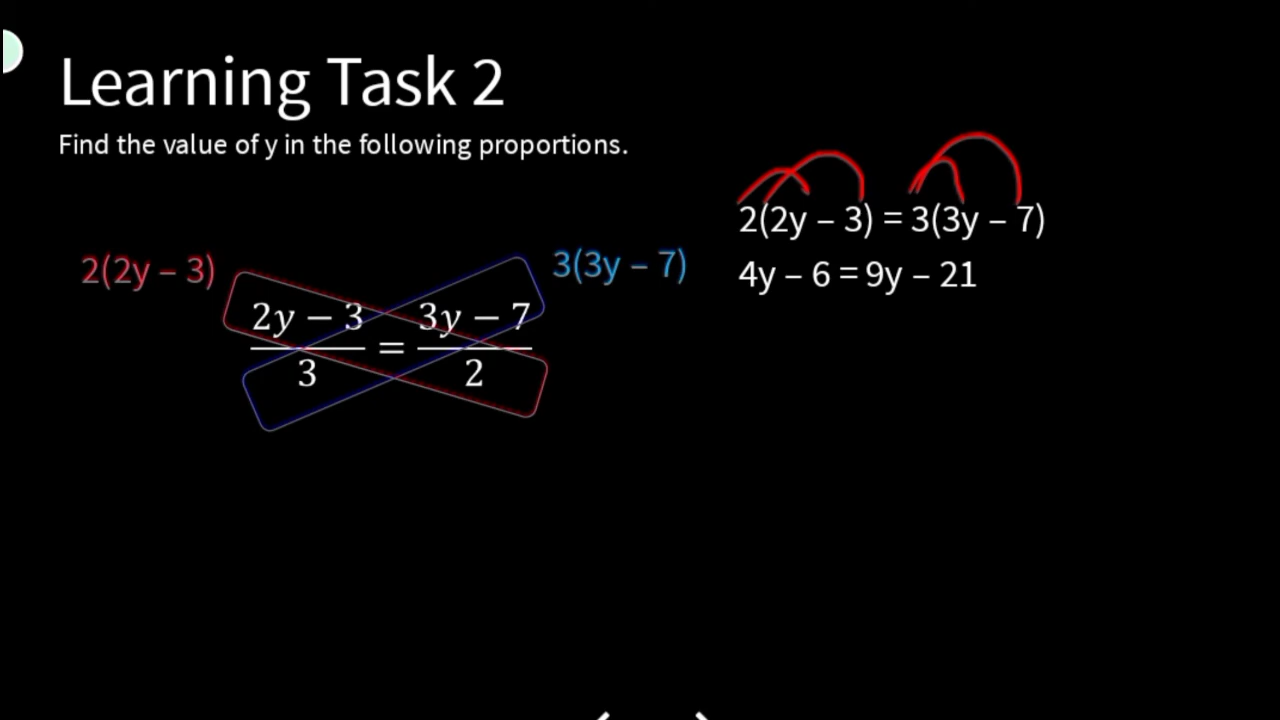 Learning Task 2
Find the value of y in the following proportions.
2(2y – 3)
3(3y – 7)
2y − 3
3
=
3y − 7
2
2(2y – 3) = 3(3y – 7)
4y – 6 = 9y – 21